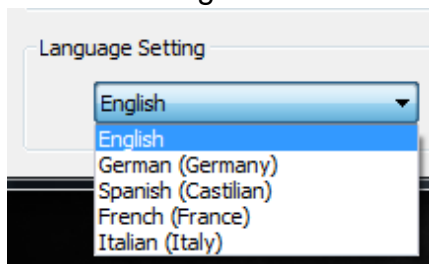 Language Setting
English
English
German (Germany)
Spanish (Castilian)
French (France)
Italian (Italy)